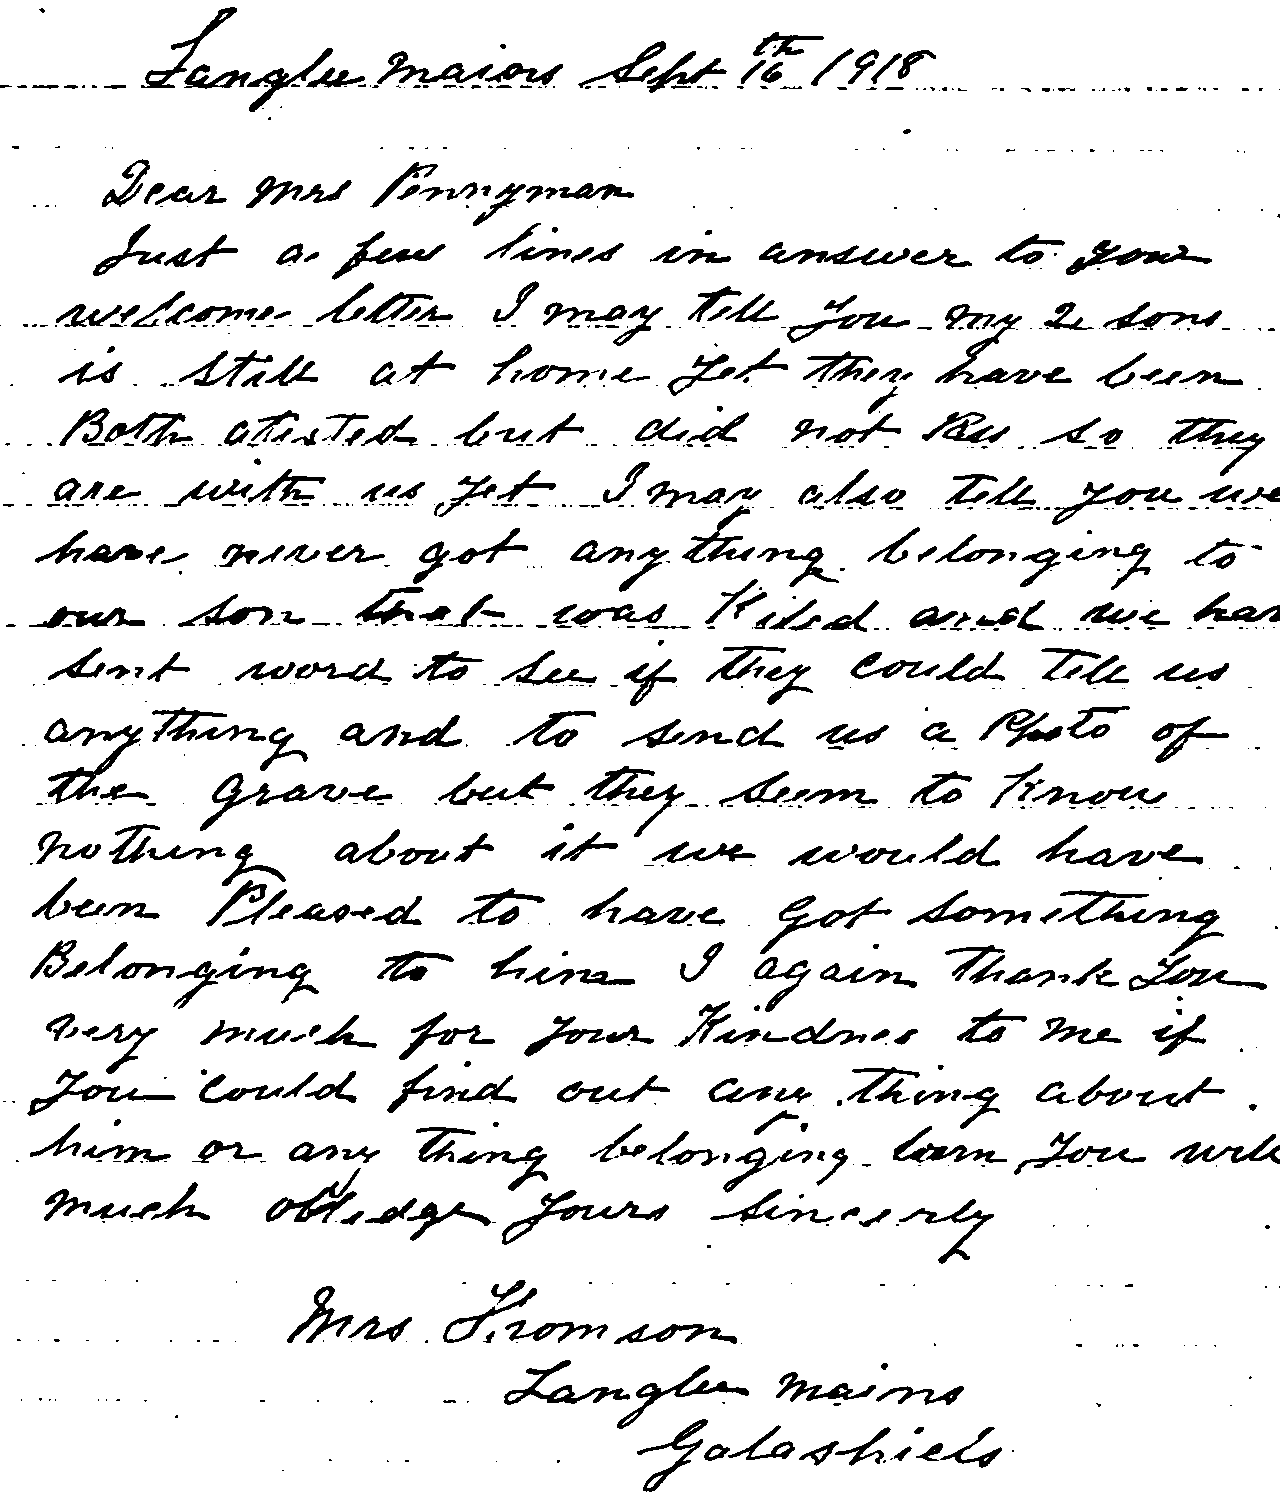 Langlee Mains Sept 16th 1918
Dear Mrs Pennyman
Just a few lines in answer to your
welcome letter I may tell you my 2 sons
is still at home yet they have been
Both atested but did not Pass so they
are with us yet I may also tell you we
have never got anything belonging to
our son that was Kiled and we hav
sent word to see if they could tell us
anything and to send us a Photo of
the grave but they seem to Know
nothing about it we would have
been Pleased to have got something
Belonging to him I again thank you
very much for your Kindnes to me if
you could find out any thing about
him or any thing belonging him you will
much obledge yours sincerly
Mrs Thomson
Langlee Mains
Galashiels